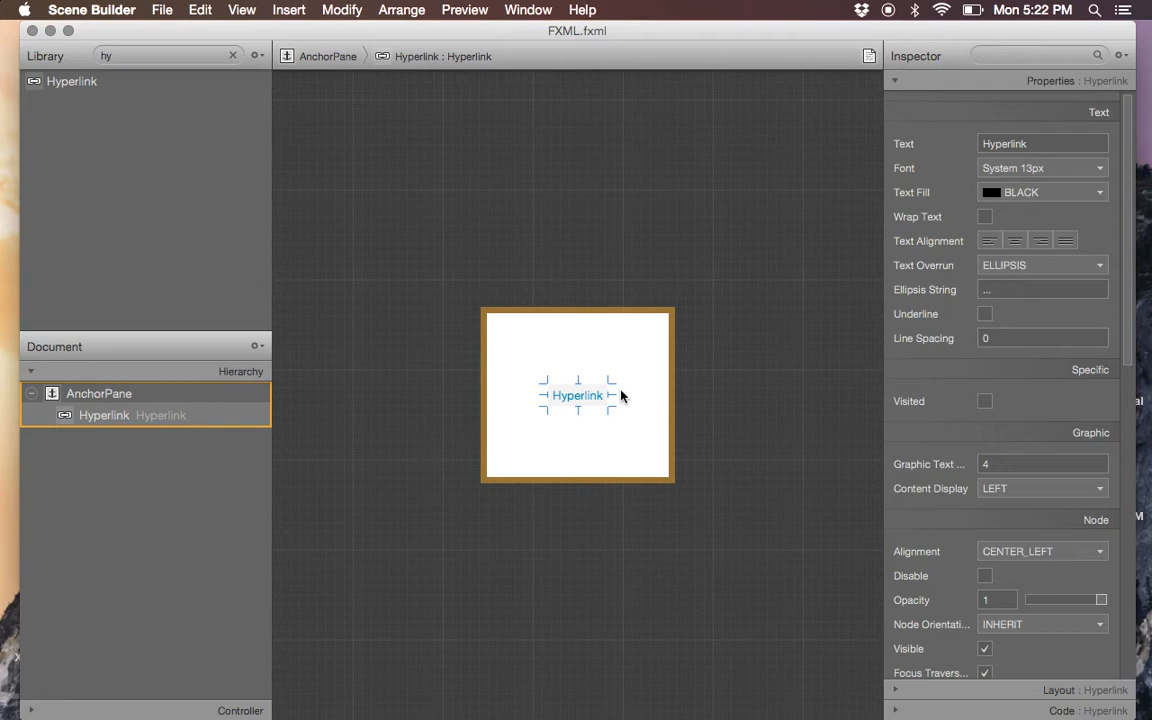 Scene Builder File Edit View Insert Modify Arrange Preview Window Help Mon 5:22 PM
FXML.fxml
Library hy
AnchorPane Hyperlink : Hyperlink
Inspector
Hyperlink
Properties : Hyperlink
Text
Text Hyperlink
Font System 13px
Text Fill BLACK
Wrap Text
Text Alignment
Text Overrun ELLIPSIS
Ellipsis String ...
Underline
Line Spacing 0
Document
Hierarchy
AnchorPane
Hyperlink Hyperlink
Hyperlink
Specific
Visited
Graphic
Graphic Text ... 4
Content Display LEFT
Node
Alignment CENTER_LEFT
Disable
Opacity 1
Node Orientati... INHERIT
Visible
Focus Travers...
Layout : Hyperlink
Controller
Code : Hyperlink